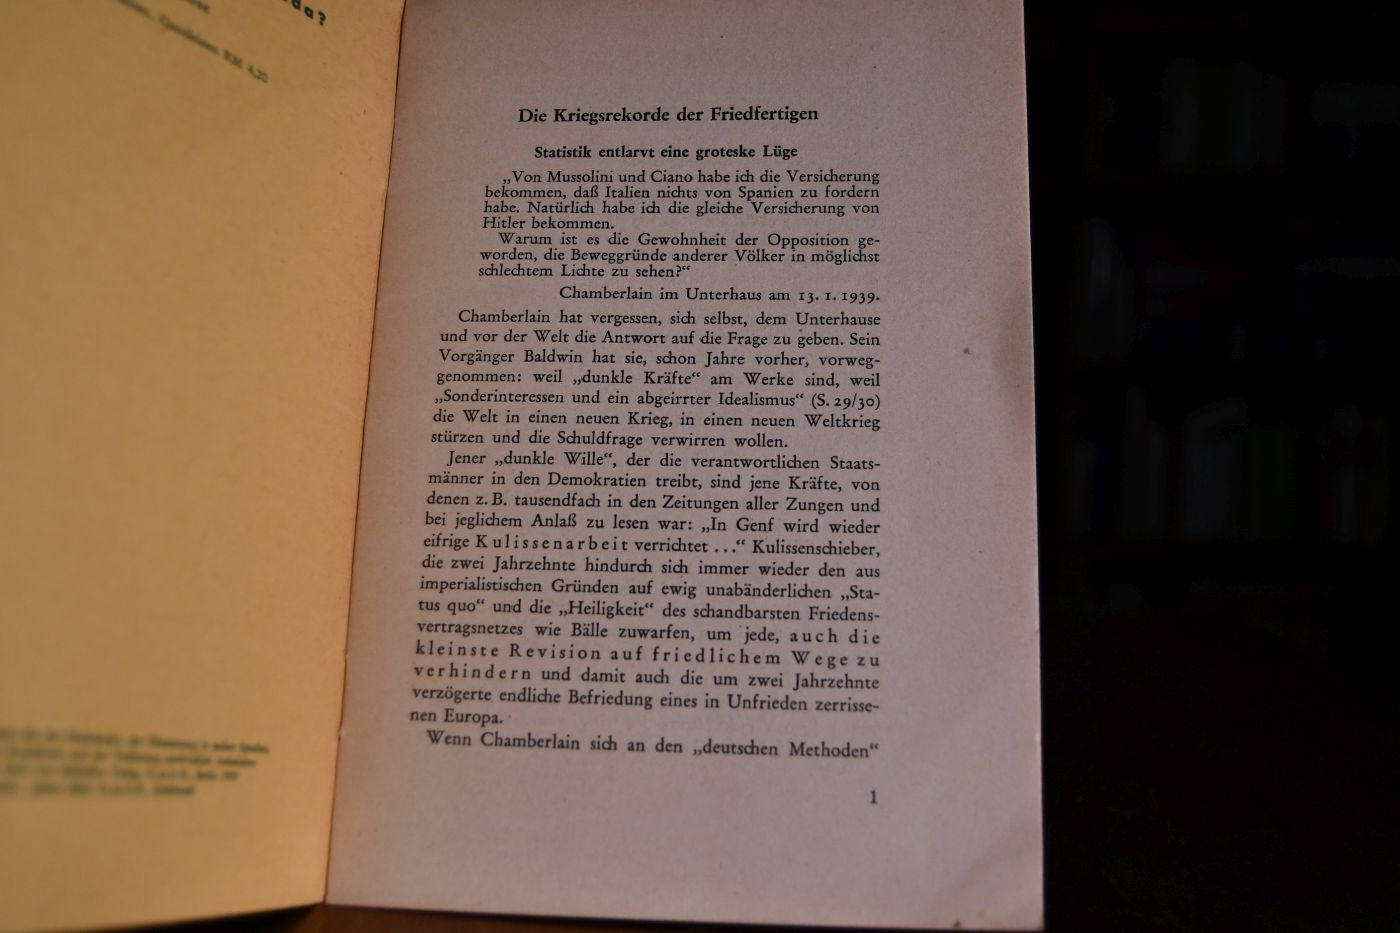 da?
RM 4,20
Die Kriegsrekorde der Friedfertigen
Statistik entlarvt eine groteske Lüge
„Von Mussolini und Ciano habe ich die Versicherung
bekommen, daß Italien nichts von Spanien zu fordern
habe. Natürlich habe ich die gleiche Versicherung von
Hitler bekommen.
Warum ist es die Gewohnheit der Opposition ge-
worden, die Beweggründe anderer Völker in möglichst
schlechtem Lichte zu sehen?“
Chamberlain im Unterhaus am 13. 1. 1939.
Chamberlain hat vergessen, sich selbst, dem Unterhause
und vor der Welt die Antwort auf die Frage zu geben. Sein
Vorgänger Baldwin hat sie, schon Jahre vorher, vorweg-
genommen: weil „dunkle Kräfte“ am Werke sind, weil
„Sonderinteressen und ein abgeirrter Idealismus“ (S. 29/30)
die Welt in einen neuen Krieg, in einen neuen Weltkrieg
stürzen und die Schuldfrage verwirren wollen.
Jener „dunkle Wille“, der die verantwortlichen Staats-
männer in den Demokratien treibt, sind jene Kräfte, von
denen z. B. tausendfach in den Zeitungen aller Zungen und
bei jeglichem Anlaß zu lesen war: „In Genf wird wieder
eifrige Kulissenarbeit verrichtet ...“ Kulissenschieber,
die zwei Jahrzehnte hindurch sich immer wieder den aus
imperialistischen Gründen auf ewig unabänderlichen „Sta-
tus quo“ und die „Heiligkeit“ des schandbarsten Friedens-
vertragsnetzes wie Bälle zuwarfen, um jede, auch die
kleinste Revision auf friedlichem Wege zu
verhindern und damit auch die um zwei Jahrzehnte
verzögerte endliche Befriedung eines in Unfrieden zerrisse-
nen Europa.
Wenn Chamberlain sich an den „deutschen Methoden“
1